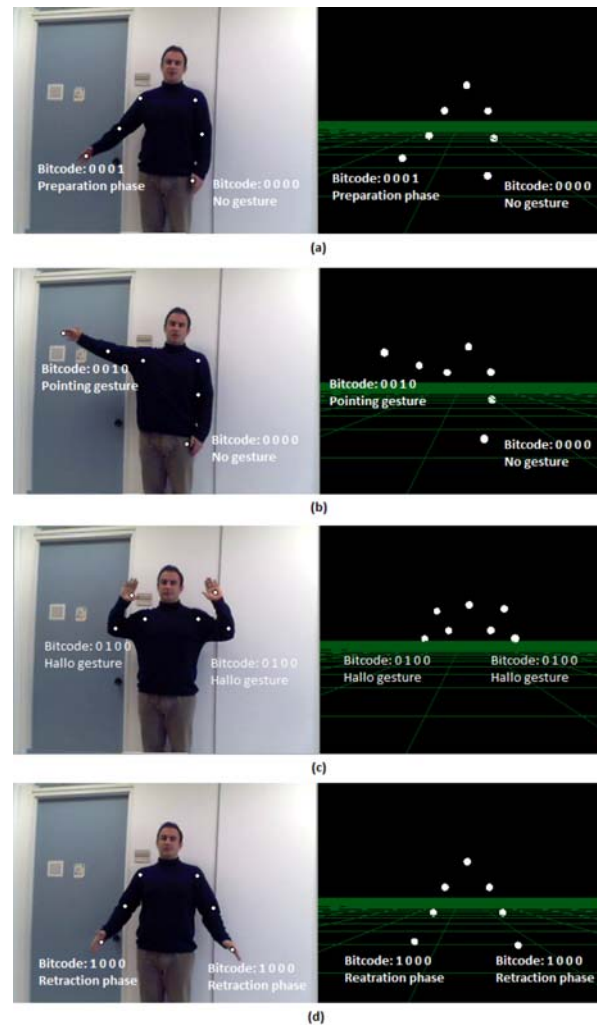 Bitcode: 0 0 0 1
Preparation phase
Bitcode: 0 0 0 0
No gesture
Bitcode: 0 0 0 1
Preparation phase
Bitcode: 0 0 0 0
No gesture
(a)
Bitcode: 0 0 1 0
Pointing gesture
Bitcode: 0 0 0 0
No gesture
Bitcode: 0 0 1 0
Pointing gesture
Bitcode: 0 0 0 0
No gesture
(b)
Bitcode: 0 1 0 0
Hallo gesture
Bitcode: 0 1 0 0
Hallo gesture
Bitcode: 0 1 0 0
Hallo gesture
Bitcode: 0 1 0 0
Hallo gesture
(c)
Bitcode: 1 0 0 0
Retraction phase
Bitcode: 1 0 0 0
Retraction phase
Bitcode: 1 0 0 0
Reatration phase
Bitcode: 1 0 0 0
Retraction phase
(d)